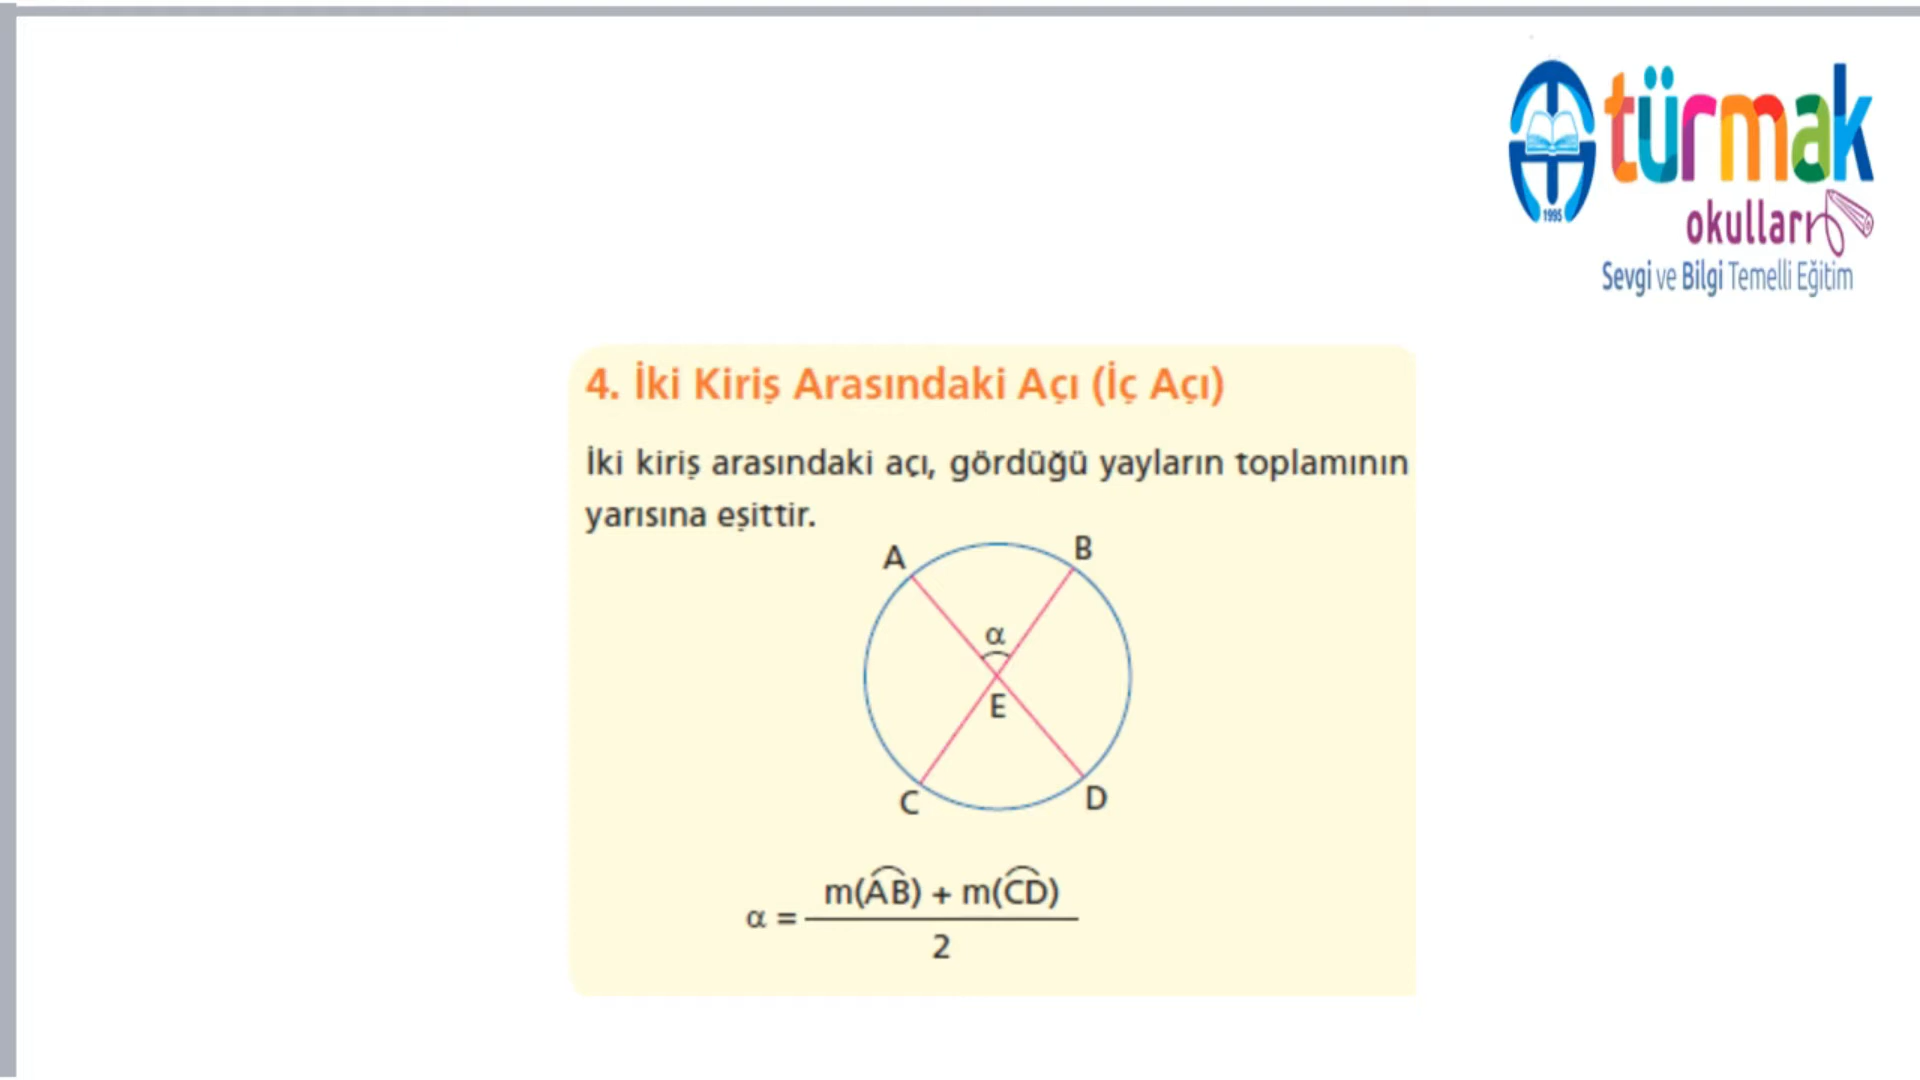 türmak
okulları
1995
Sevgi ve Bilgi Temelli Eğitim
4. İki Kiriş Arasındaki Açı (İç Açı)
İki kiriş arasındaki açı, gördüğü yayların toplamının
yarısına eşittir.
A
B
α
E
C
D
α = m(AB) + m(CD)
2